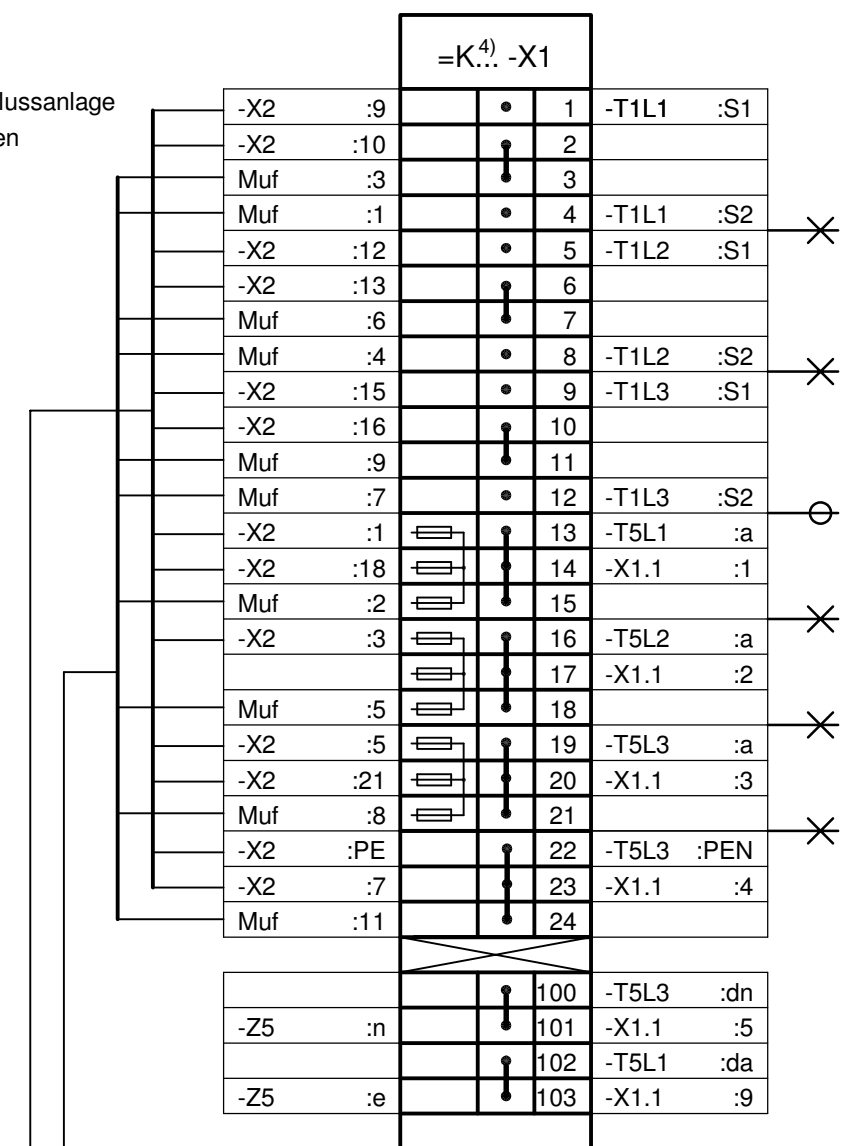 =K...4) -X1
lussanlage
en
-X2 :9 1 -T1L1 :S1
-X2 :10 2
Muf :3 3
Muf :1 4 -T1L1 :S2
-X2 :12 5 -T1L2 :S1
-X2 :13 6
Muf :6 7
Muf :4 8 -T1L2 :S2
-X2 :15 9 -T1L3 :S1
-X2 :16 10
Muf :9 11
Muf :7 12 -T1L3 :S2
-X2 :1 13 -T5L1 :a
-X2 :18 14 -X1.1 :1
Muf :2 15
-X2 :3 16 -T5L2 :a
17 -X1.1 :2
Muf :5 18
-X2 :5 19 -T5L3 :a
-X2 :21 20 -X1.1 :3
Muf :8 21
-X2 :PE 22 -T5L3 :PEN
-X2 :7 23 -X1.1 :4
Muf :11 24
100 -T5L3 :dn
-Z5 :n 101 -X1.1 :5
102 -T5L1 :da
-Z5 :e 103 -X1.1 :9